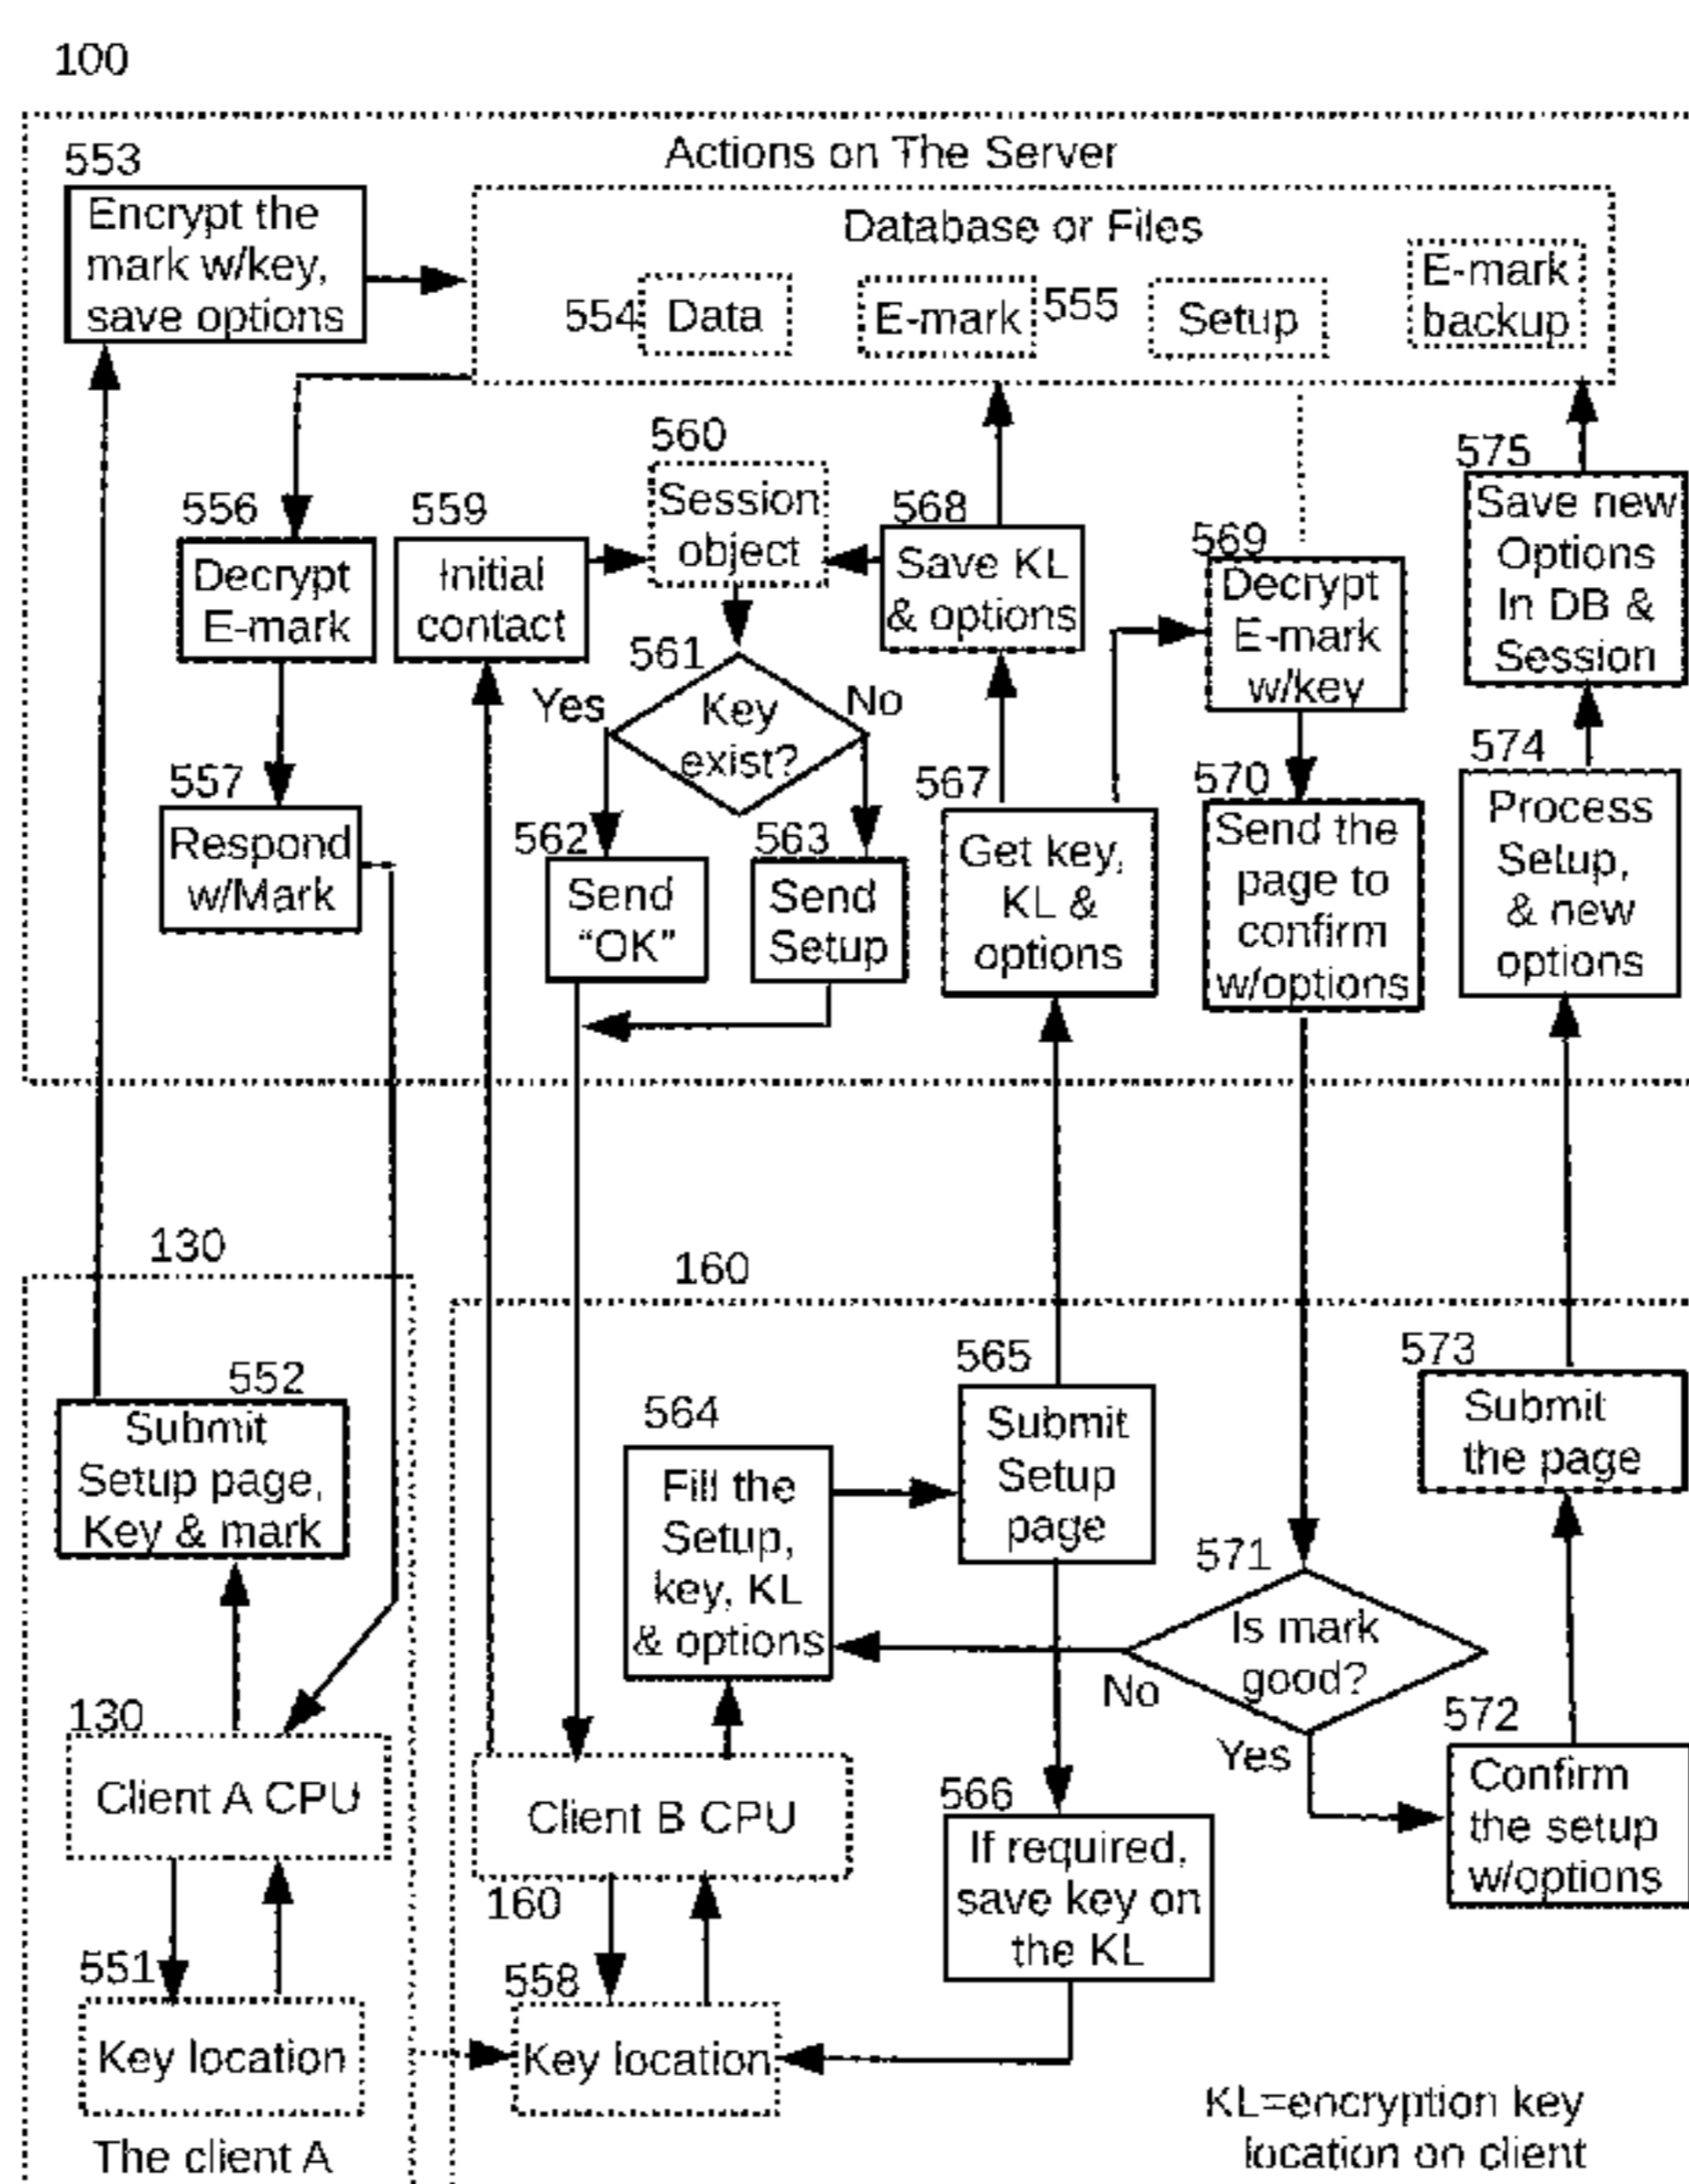 100
553
Actions on The Server
Encrypt the
mark w/key,
save options
Database or Files
554
Data
E-mark
555
Setup
E-mark
backup
560
Session
object
556
Decrypt
E-mark
559
Initial
contact
568
Save KL
& options
569
Decrypt
E-mark
w/key
575
Save new
Options
In DB &
Session
561
Yes
Key
exist?
No
557
Respond
w/Mark
562
Send
“OK”
563
Send
Setup
567
Get key,
KL &
options
570
Send the
page to
confirm
w/options
574
Process
Setup,
& new
options
130
160
552
Submit
Setup page,
Key & mark
564
Fill the
Setup,
key, KL
& options
565
Submit
Setup
page
573
Submit
the page
571
Is mark
good?
No
Yes
572
Confirm
the setup
w/options
130
Client A CPU
Client B CPU
160
566
If required,
save key on
the KL
551
Key location
558
Key location
The client A
KL=encryption key
location on client